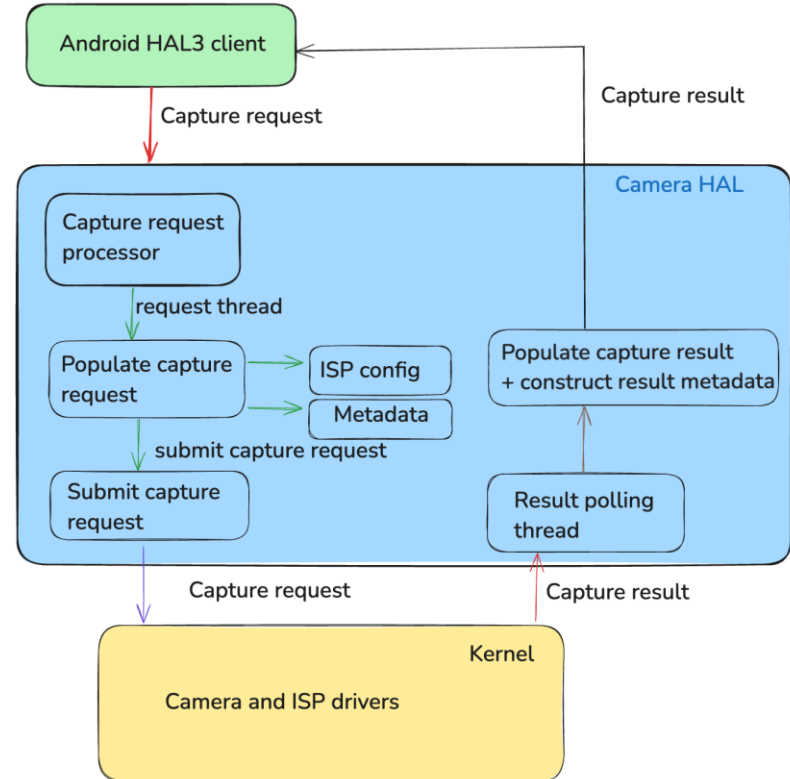 Android HAL3 client
Capture result
Capture request
Camera HAL
Capture request
processor
request thread
Populate capture
request
ISP config
Metadata
Populate capture result
+ construct result metadata
submit capture request
Submit capture
request
Result polling
thread
Capture request
Capture result
Kernel
Camera and ISP drivers